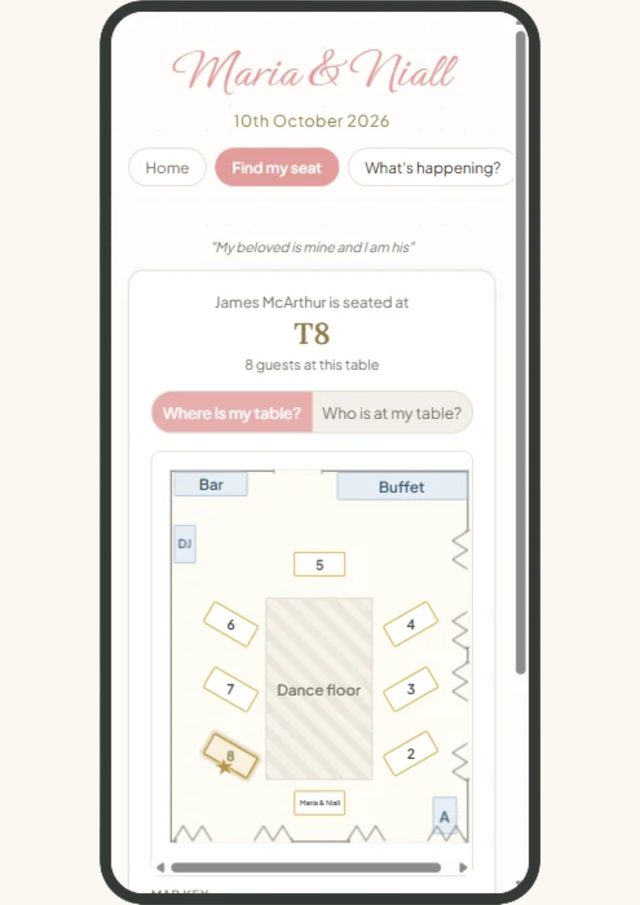 Maria & Niall
10th October 2026
Home Find my seat What's happening?
"My beloved is mine and I am his"
James McArthur is seated at
T8
8 guests at this table
Where is my table? Who is at my table?
Bar Buffet
DJ
5
6 4
7 Dance floor 3
8 2
Maria & Niall
A
MAP KEY